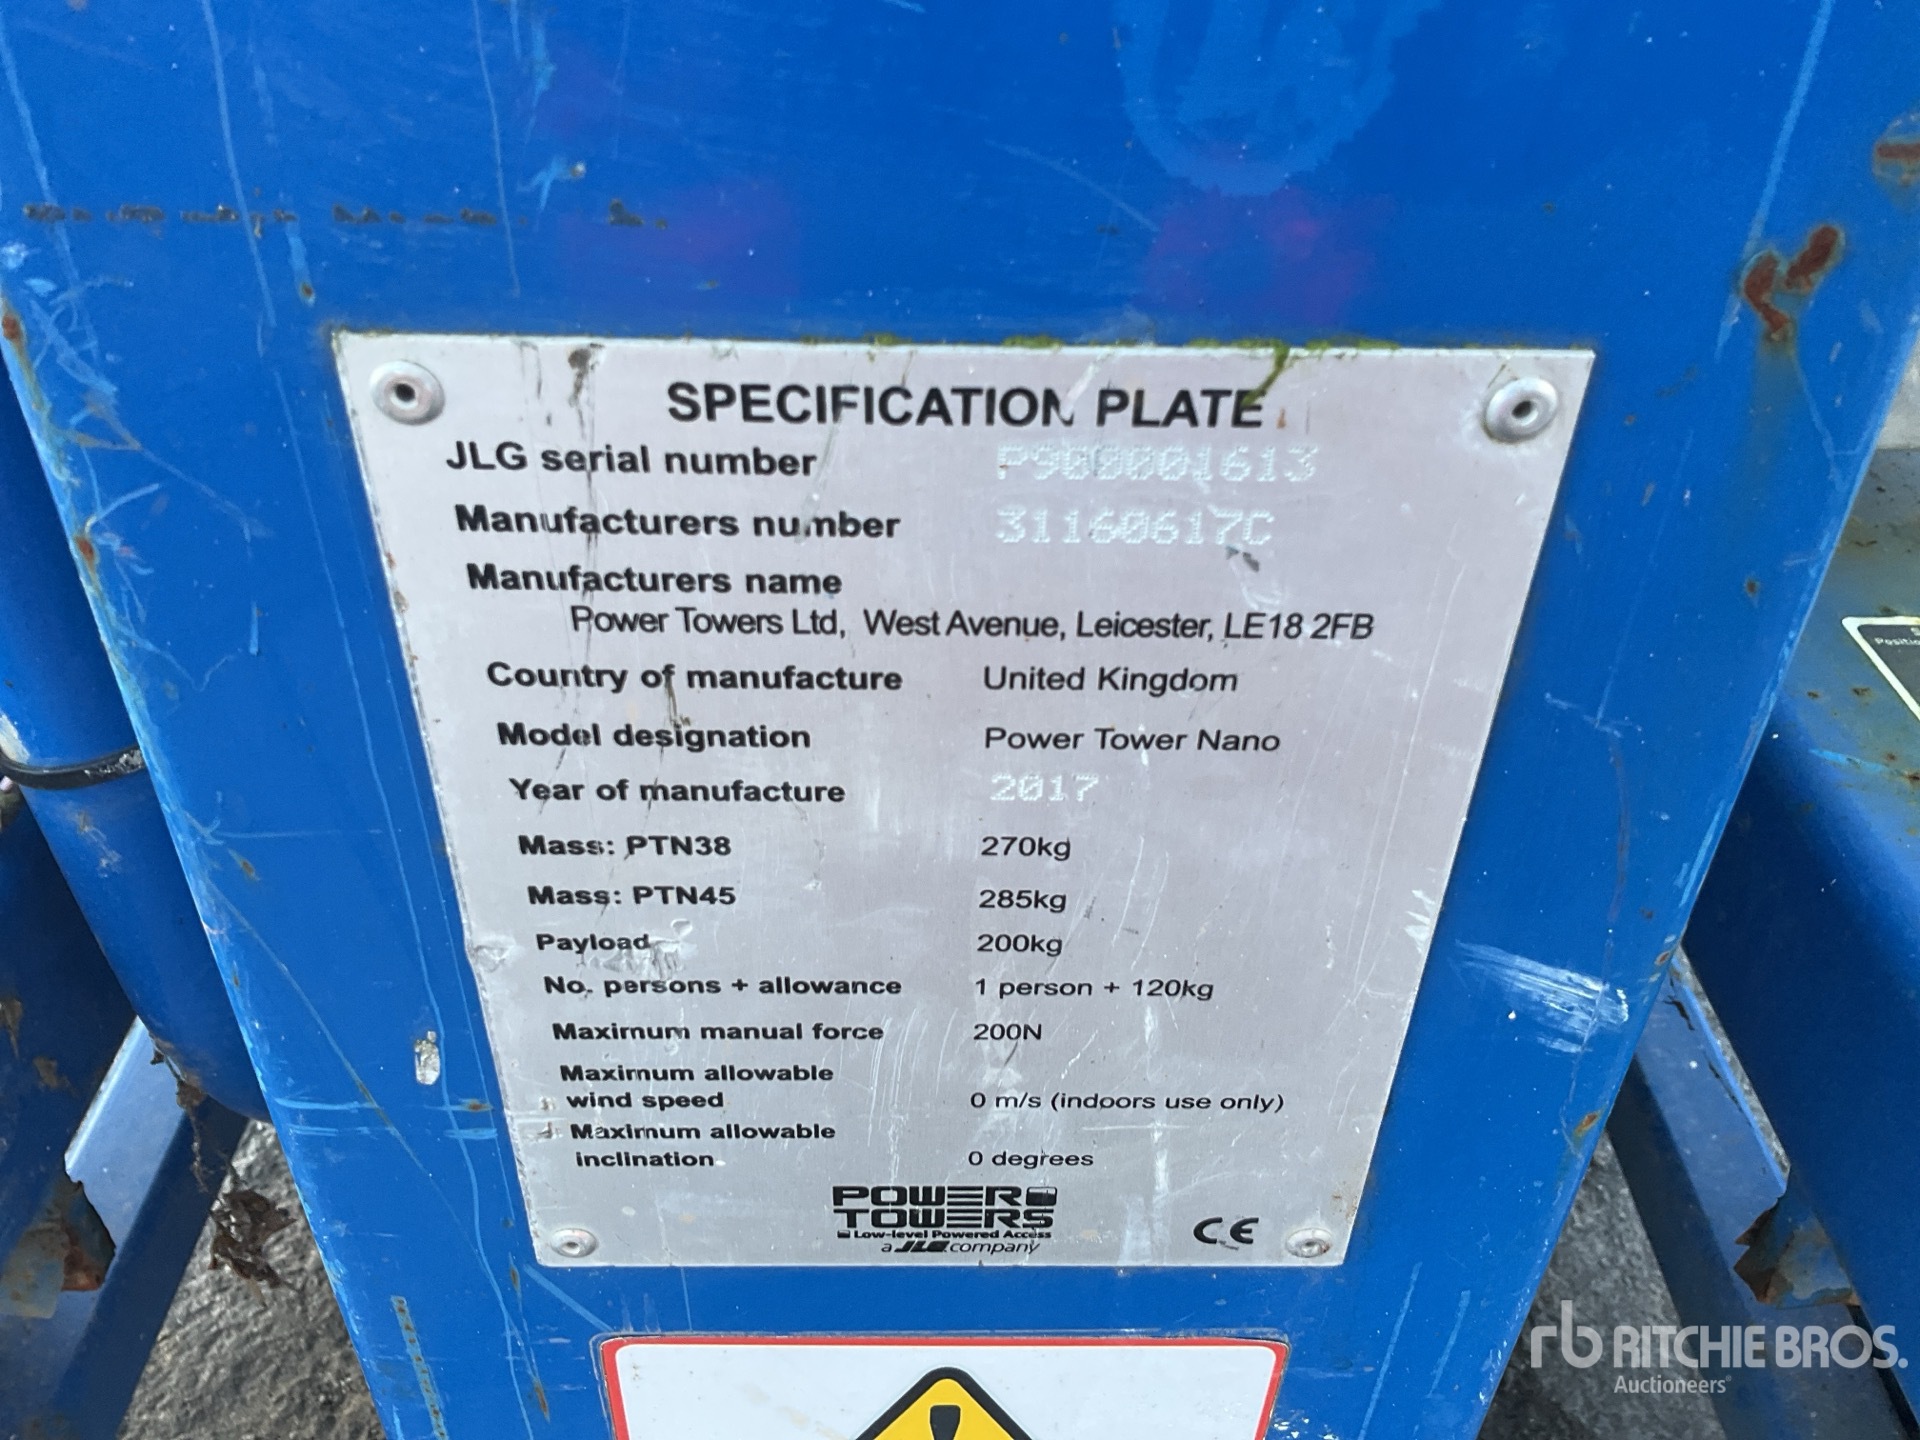 SPECIFICATION PLATE
JLG serial number P900001613
Manufacturers number 31160617C
Manufacturers name
Power Towers Ltd, West Avenue, Leicester, LE18 2FB
Country of manufacture United Kingdom
Model designation Power Tower Nano
Year of manufacture 2017
Mass: PTN38 270kg
Mass: PTN45 285kg
Payload 200kg
No. persons + allowance 1 person + 120kg
Maximum manual force 200N
Maximum allowable
wind speed 0 m/s (indoors use only)
Maximum allowable
inclination 0 degrees
POWER
TOWERS
Low-level Powered Access
a JLG company
CE
rb RITCHIE BROS.
Auctioneers